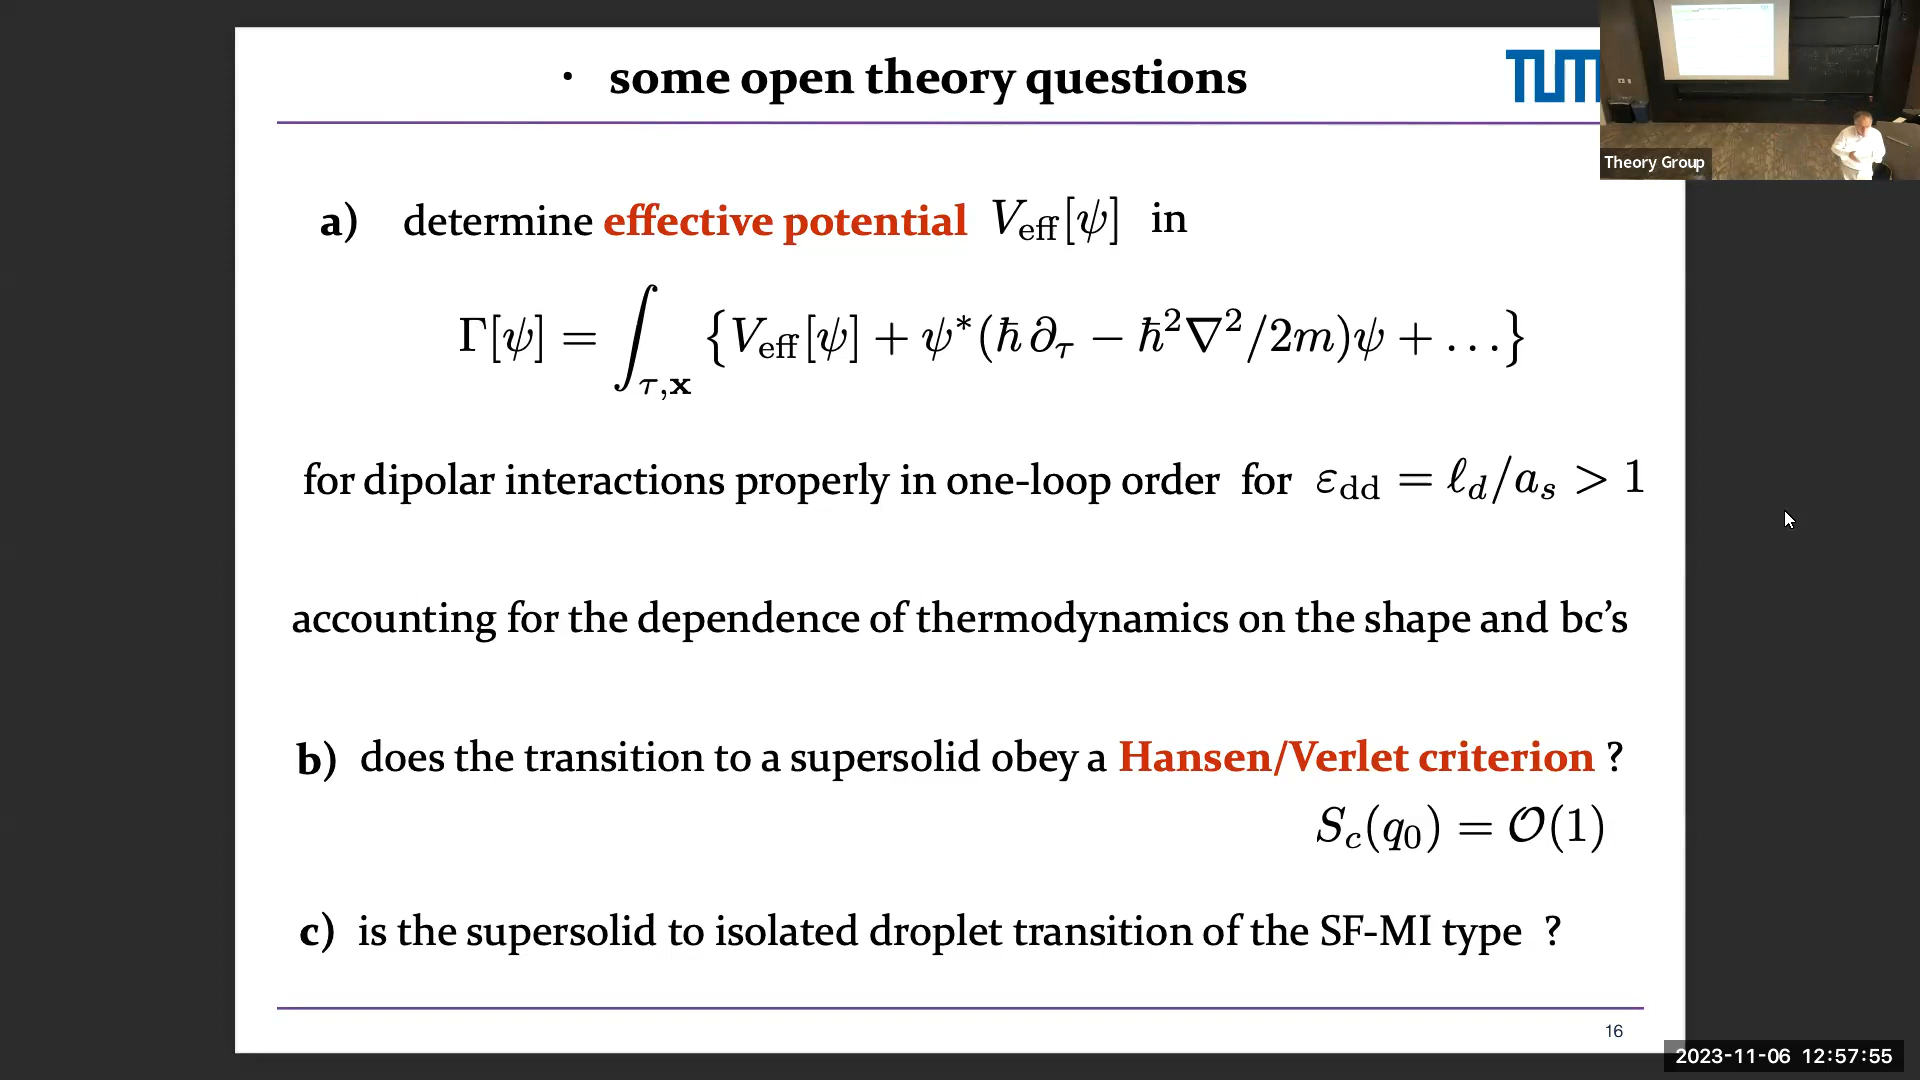 • some open theory questions
TUM
Theory Group
a) determine effective potential V_eff[ψ] in
Γ[ψ] = ∫_{τ,x} {V_eff[ψ] + ψ*(ℏ ∂_τ − ℏ²∇²/2m)ψ + …}
for dipolar interactions properly in one-loop order for ε_dd = ℓ_d/a_s > 1
accounting for the dependence of thermodynamics on the shape and bc’s
b) does the transition to a supersolid obey a Hansen/Verlet criterion ?
S_c(q_0) = 𝒪(1)
c) is the supersolid to isolated droplet transition of the SF-MI type ?
16
2023-11-06 12:57:55